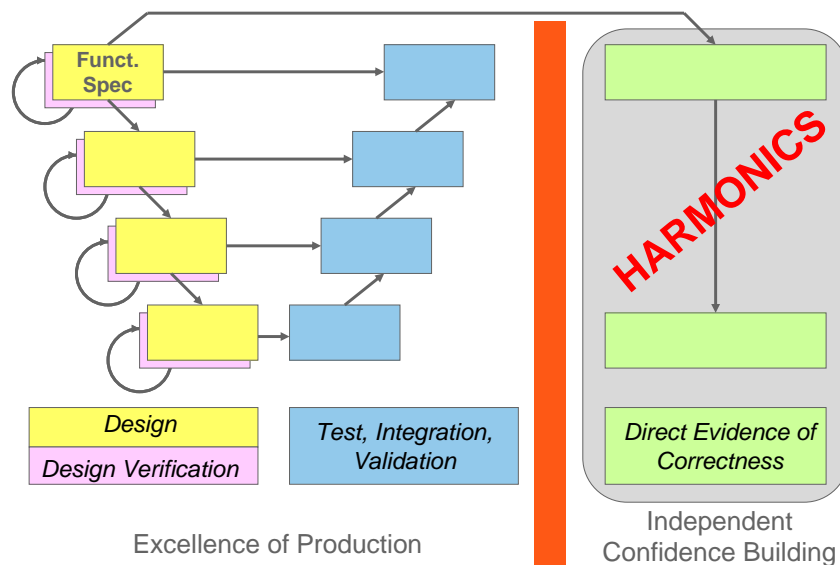 Funct.
Spec
HARMONICS
Design
Design Verification
Test, Integration,
Validation
Direct Evidence of
Correctness
Excellence of Production
Independent
Confidence Building